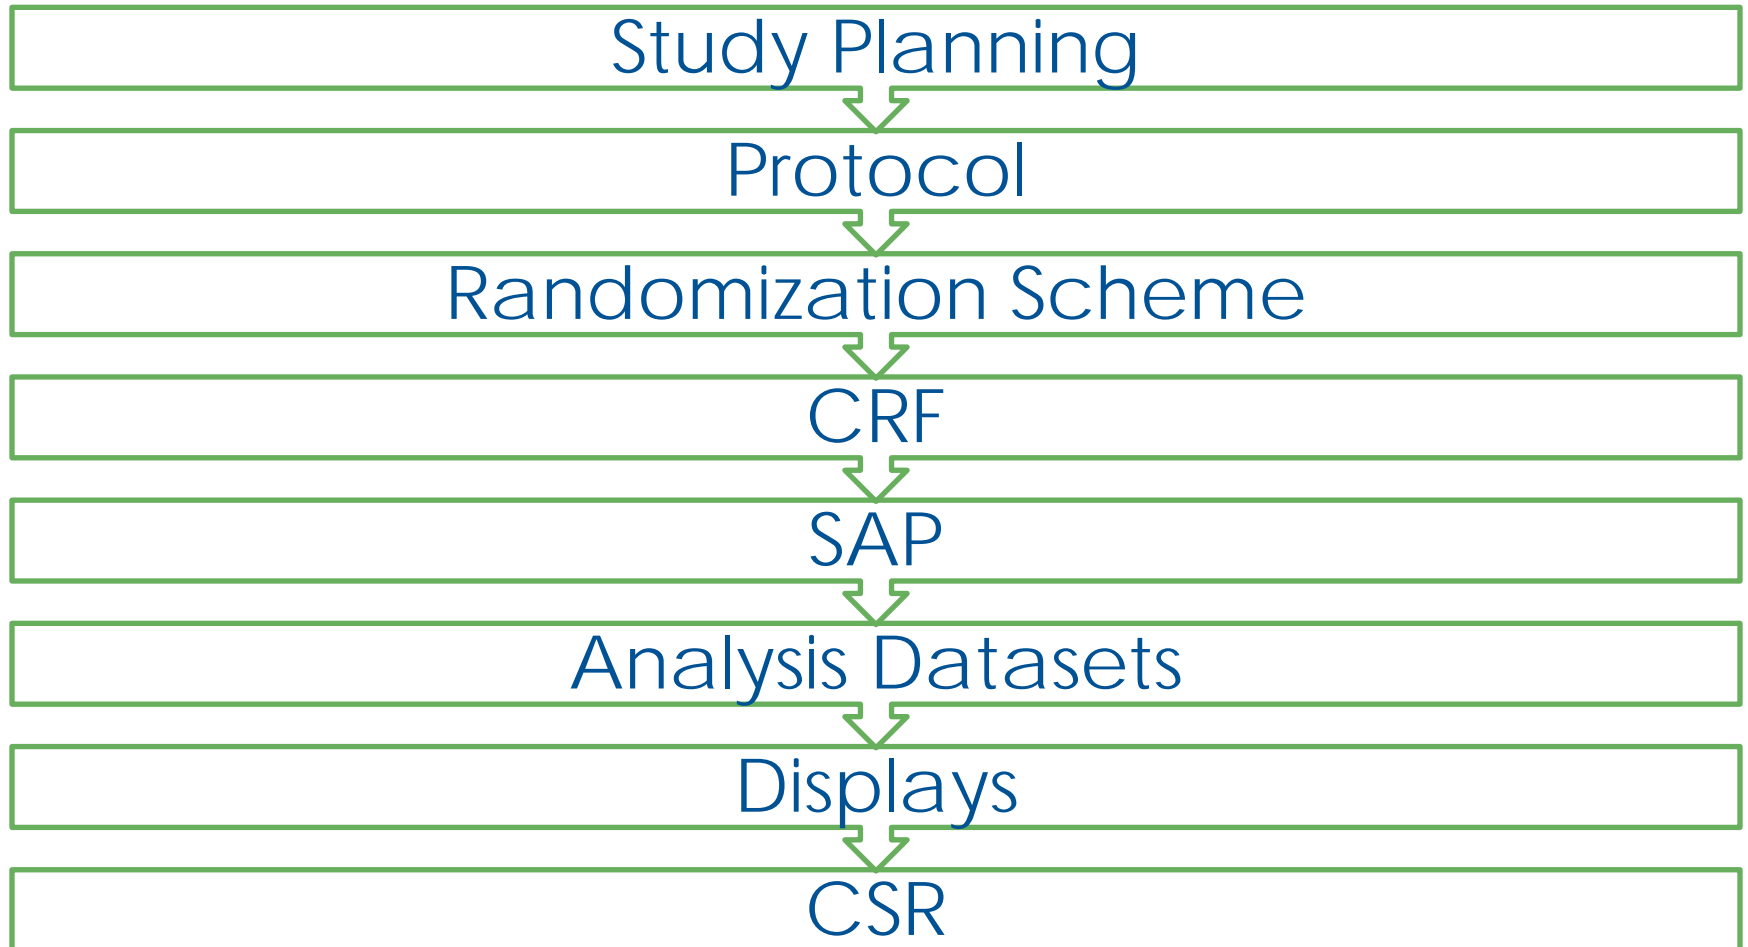 Study Planning
Protocol
Randomization Scheme
CRF
SAP
Analysis Datasets
Displays
CSR